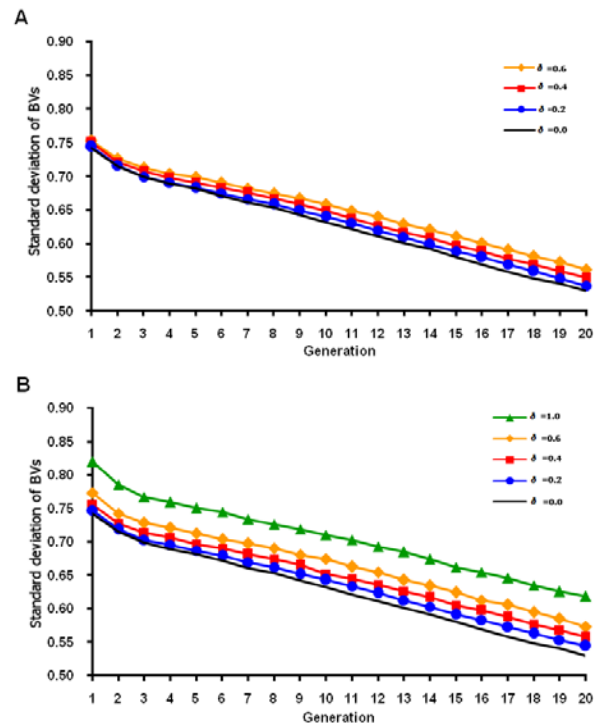 A
0.90
0.85
0.80
0.75
0.70
0.65
0.60
0.55
0.50
Standard deviation of BVs
δ =0.6
δ =0.4
δ =0.2
δ =0.0
1 2 3 4 5 6 7 8 9 10 11 12 13 14 15 16 17 18 19 20
Generation
B
0.90
0.85
0.80
0.75
0.70
0.65
0.60
0.55
0.50
Standard deviation of BVs
δ =1.0
δ =0.6
δ =0.4
δ =0.2
δ =0.0
1 2 3 4 5 6 7 8 9 10 11 12 13 14 15 16 17 18 19 20
Generation